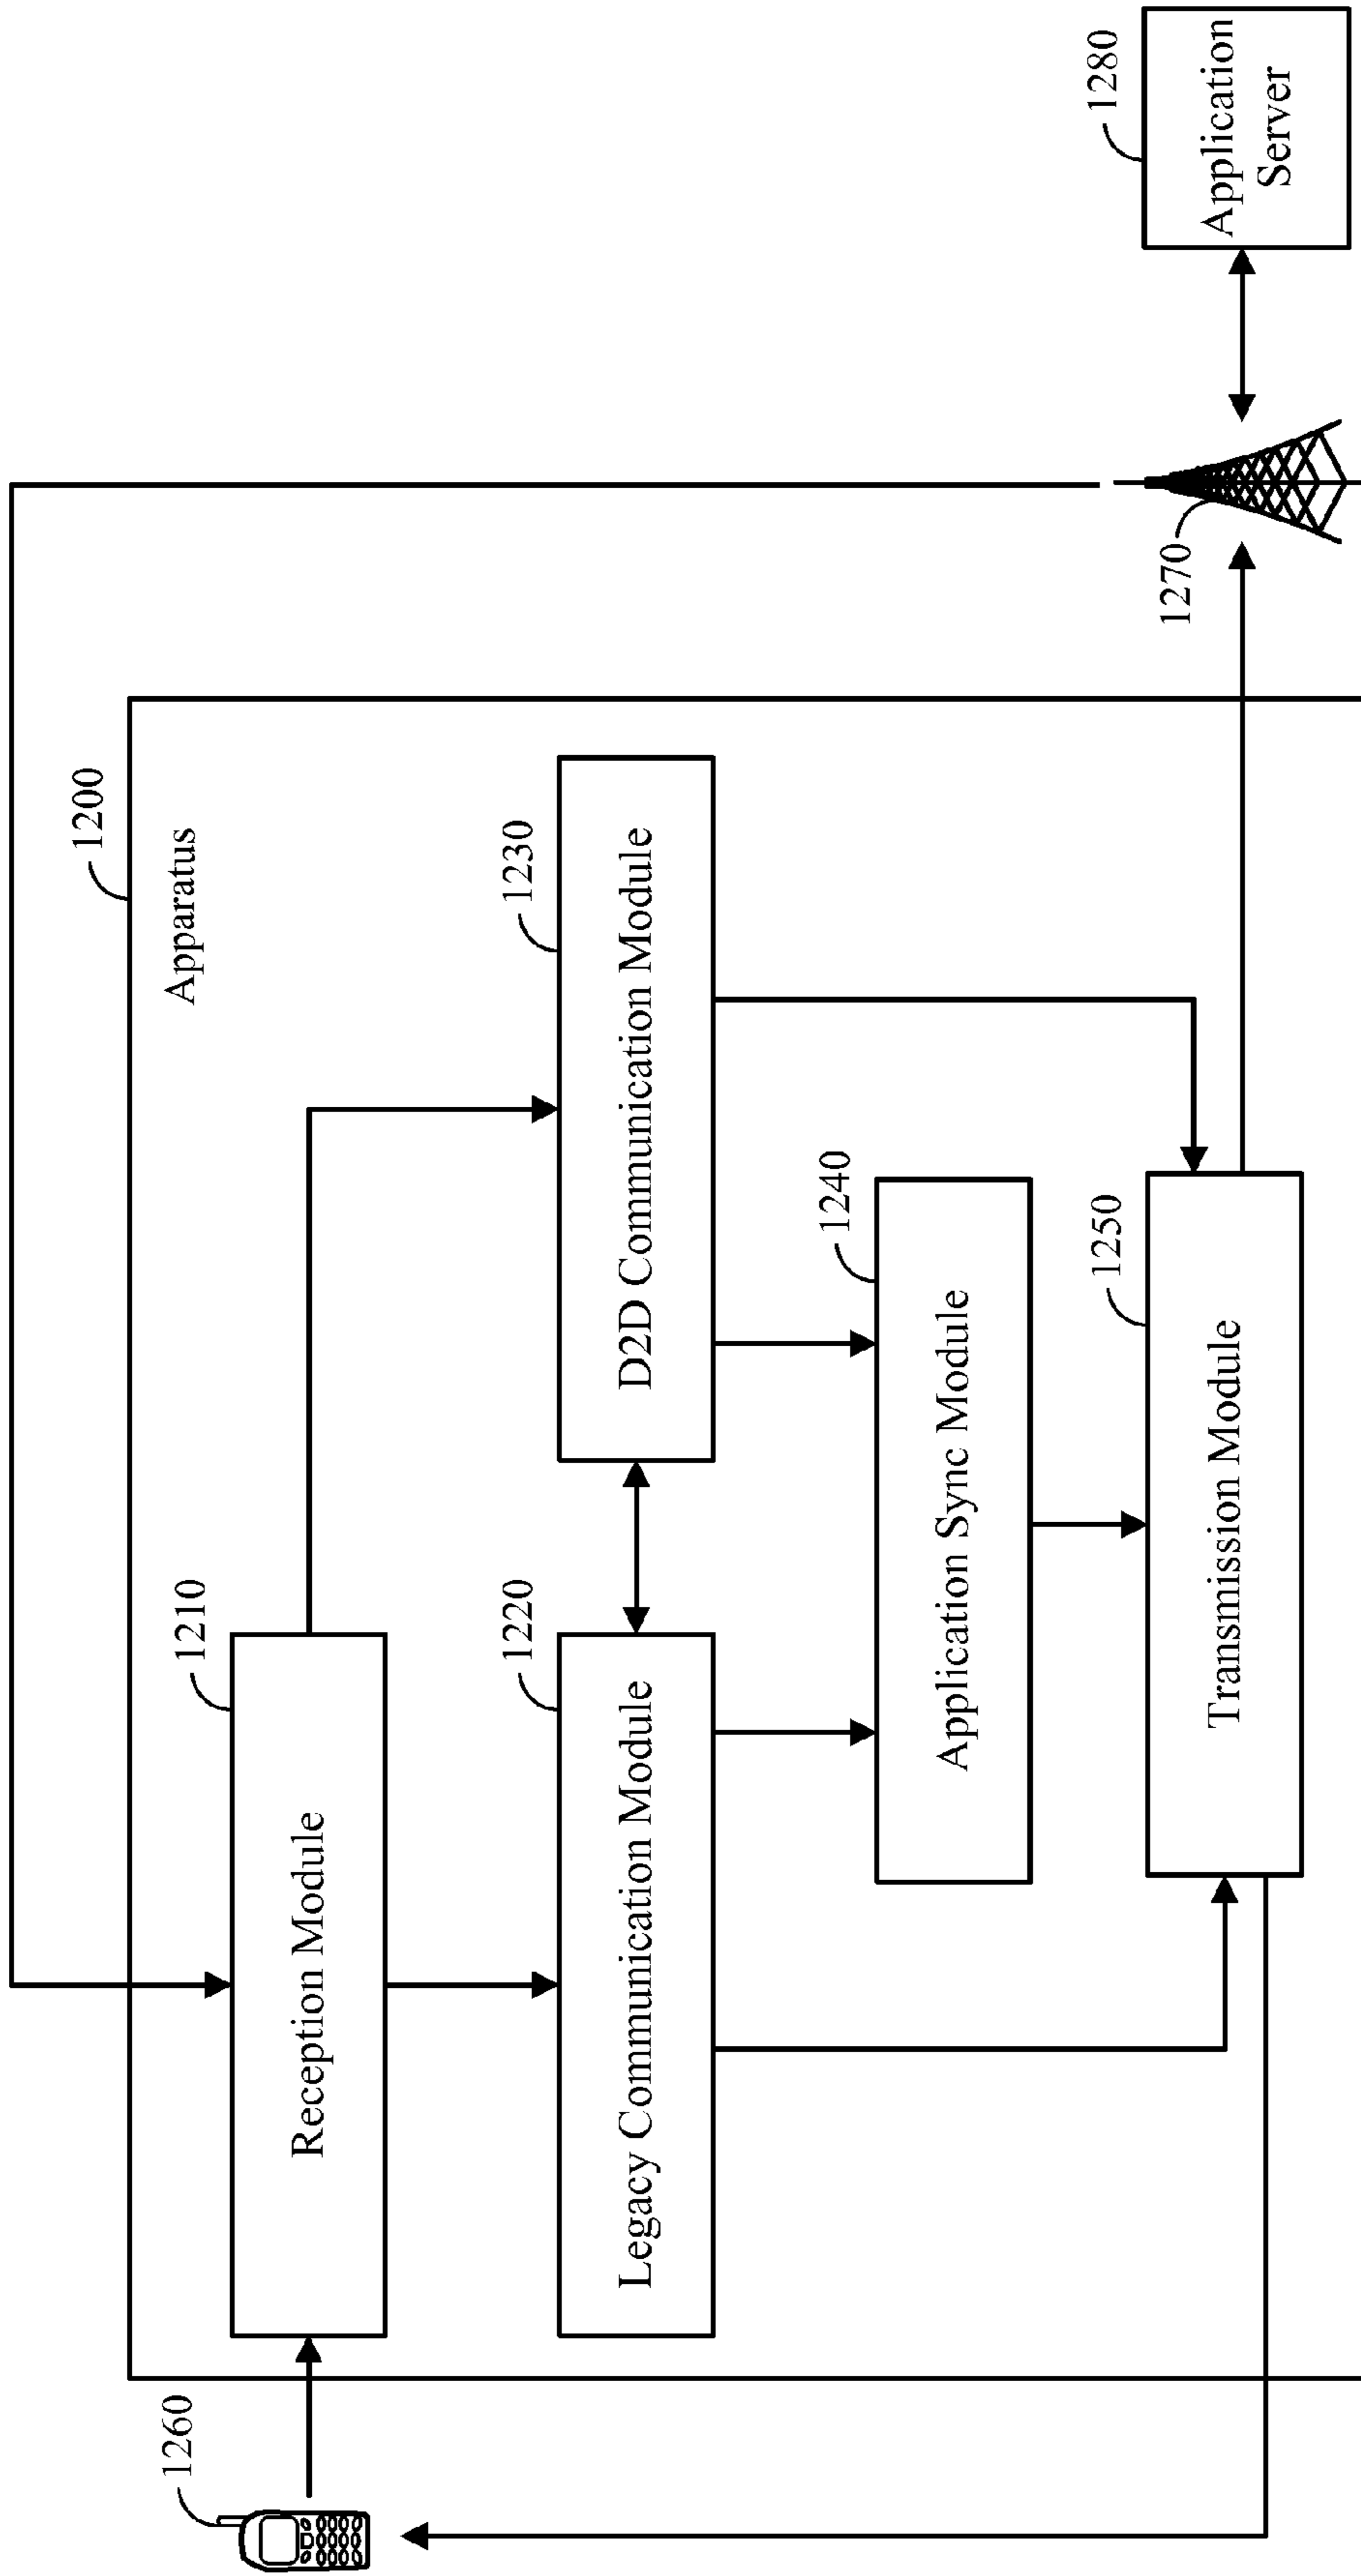 1200
Apparatus
1260
1210
Reception Module
1220
Legacy Communication Module
1230
D2D Communication Module
1240
Application Sync Module
1250
Transmission Module
1270
1280
Application
Server